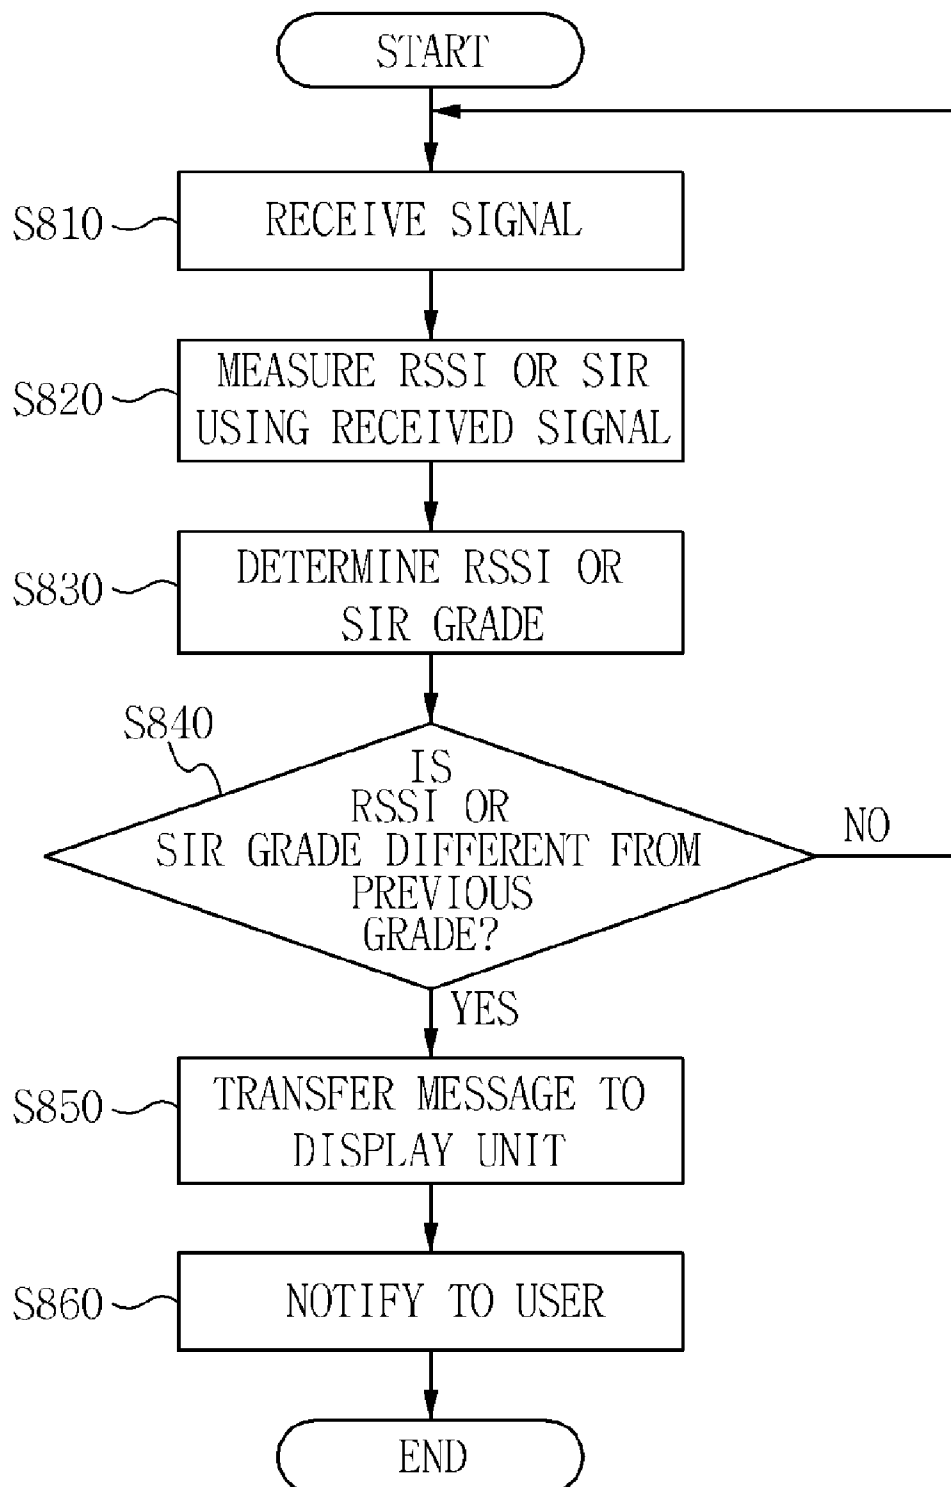 START
S810
RECEIVE SIGNAL
S820
MEASURE RSSI OR SIR
USING RECEIVED SIGNAL
S830
DETERMINE RSSI OR
SIR GRADE
S840
IS
RSSI OR
SIR GRADE DIFFERENT FROM
PREVIOUS
GRADE?
NO
YES
S850
TRANSFER MESSAGE TO
DISPLAY UNIT
S860
NOTIFY TO USER
END